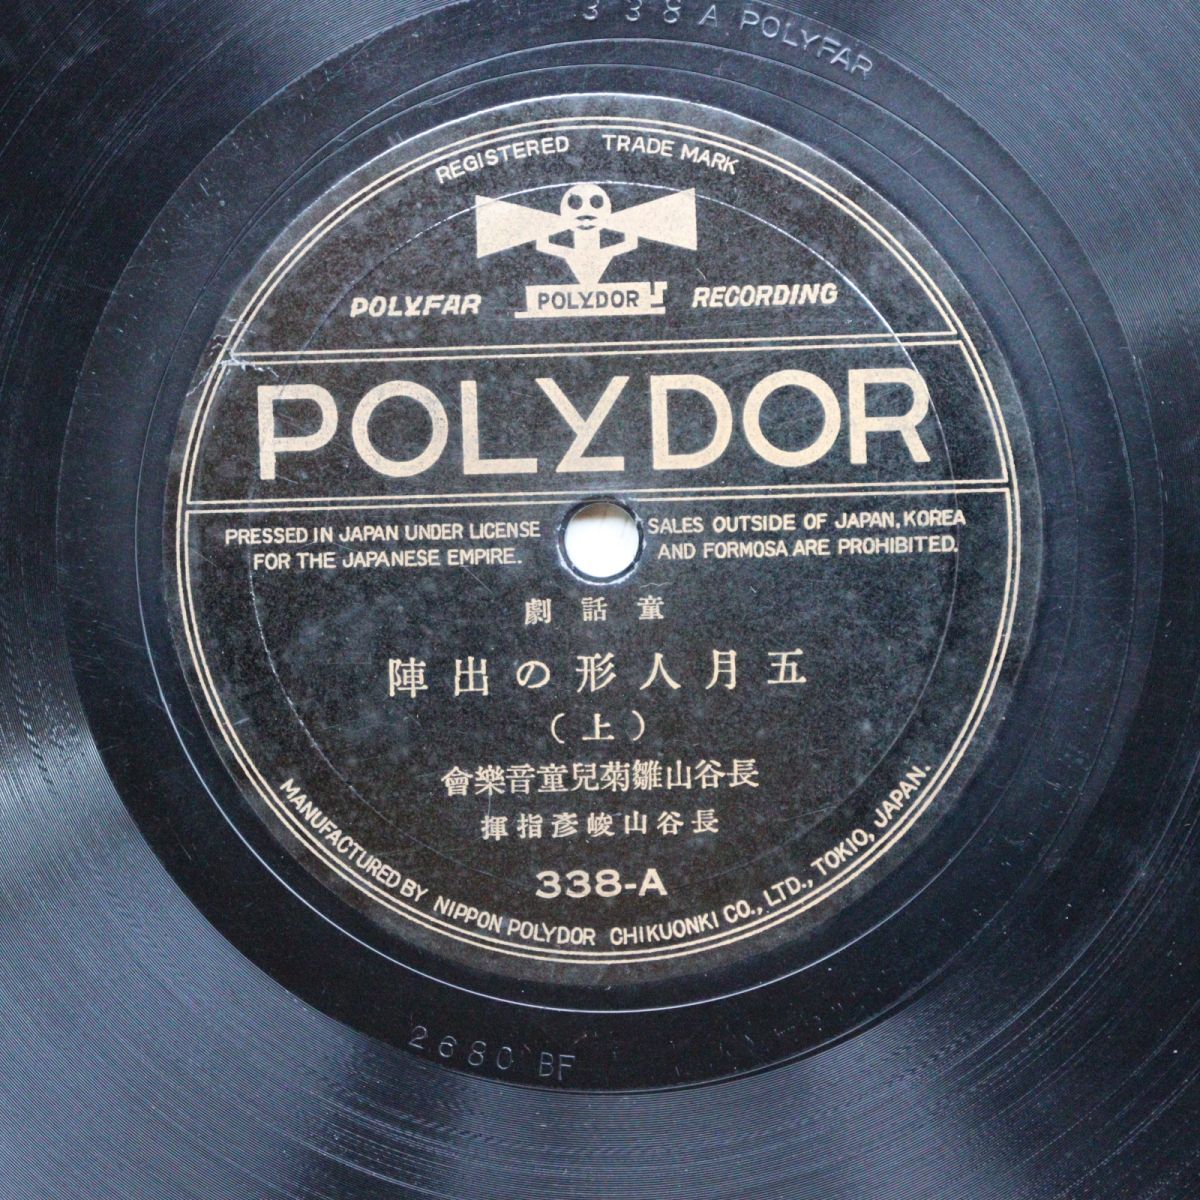 338A POLYFAR
REGISTERED TRADE MARK
POLYFAR POLYDOR RECORDING
POLYDOR
PRESSED IN JAPAN UNDER LICENSE
FOR THE JAPANESE EMPIRE.
SALES OUTSIDE OF JAPAN, KOREA
AND FORMOSA ARE PROHIBITED.
童話劇
五月人形の出陣
(上)
長谷山雛菊兒童音樂會
長谷山峻彥指揮
338-A
MANUFACTURED BY NIPPON POLYDOR CHIKUONKI CO., LTD., TOKIO, JAPAN.
2680 BF